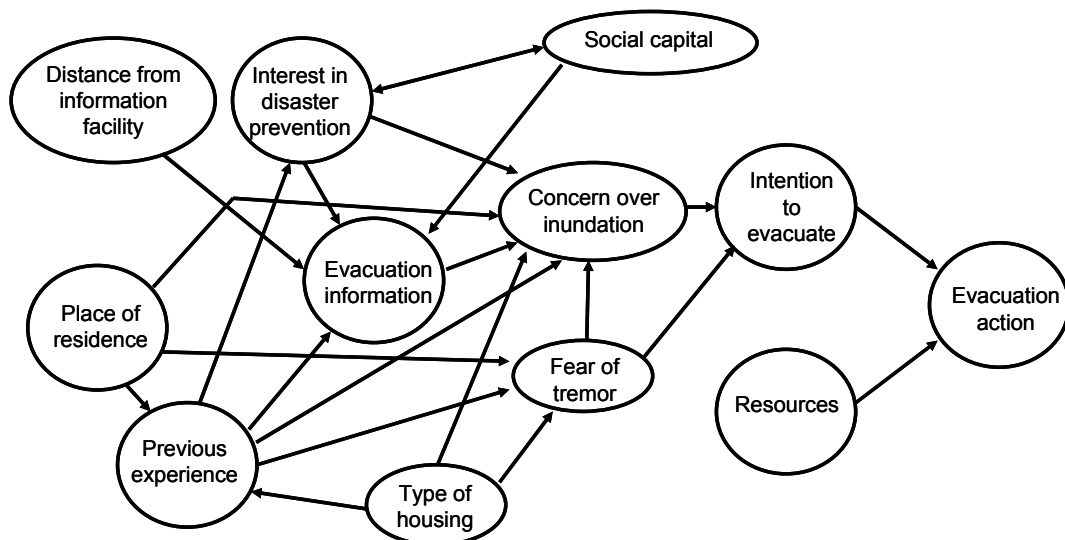 Distance from
information
facility
Interest in
disaster
prevention
Social capital
Concern over
inundation
Intention
to
evacuate
Evacuation
information
Evacuation
action
Place of
residence
Fear of
tremor
Resources
Previous
experience
Type of
housing